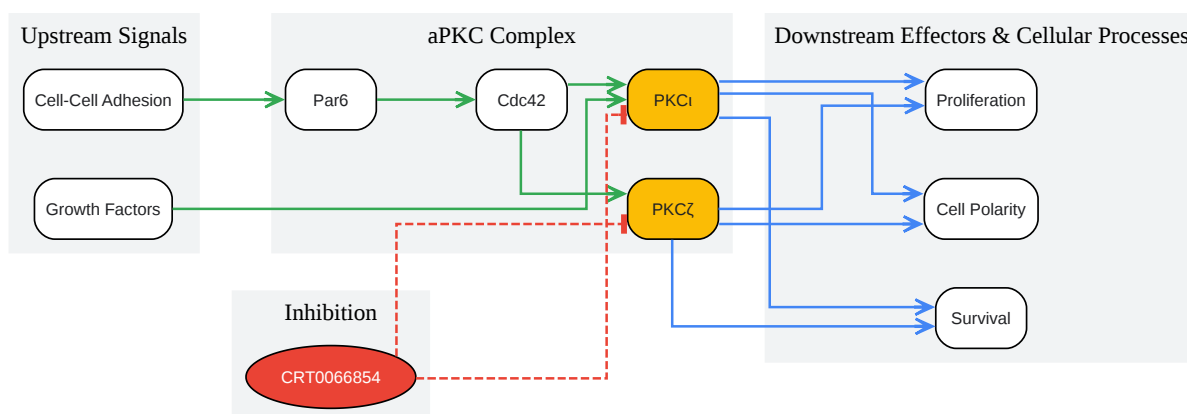 Upstream Signals
aPKC Complex
Downstream Effectors & Cellular Processes
Cell-Cell Adhesion
Par6
Cdc42
PKCι
Proliferation
Growth Factors
PKCζ
Cell Polarity
Inhibition
Survival
CRT0066854